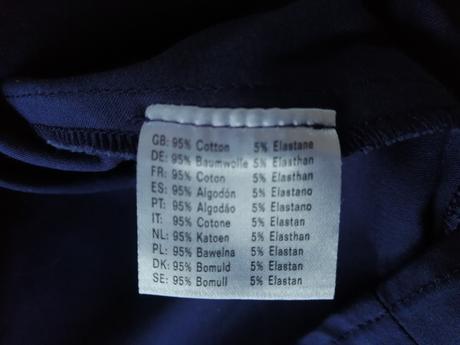 GB: 95% Cotton 5% Elastane
DE: 95% Baumwolle 5% Elasthan
FR: 95% Coton 5% Elasthan
ES: 95% Algodón 5% Elastano
PT: 95% Algodão 5% Elastano
IT: 95% Cotone 5% Elastan
NL: 95% Katoen 5% Elasthan
PL: 95% Baweina 5% Elastan
DK: 95% Bomuld 5% Elastan
SE: 95% Bomull 5% Elastan